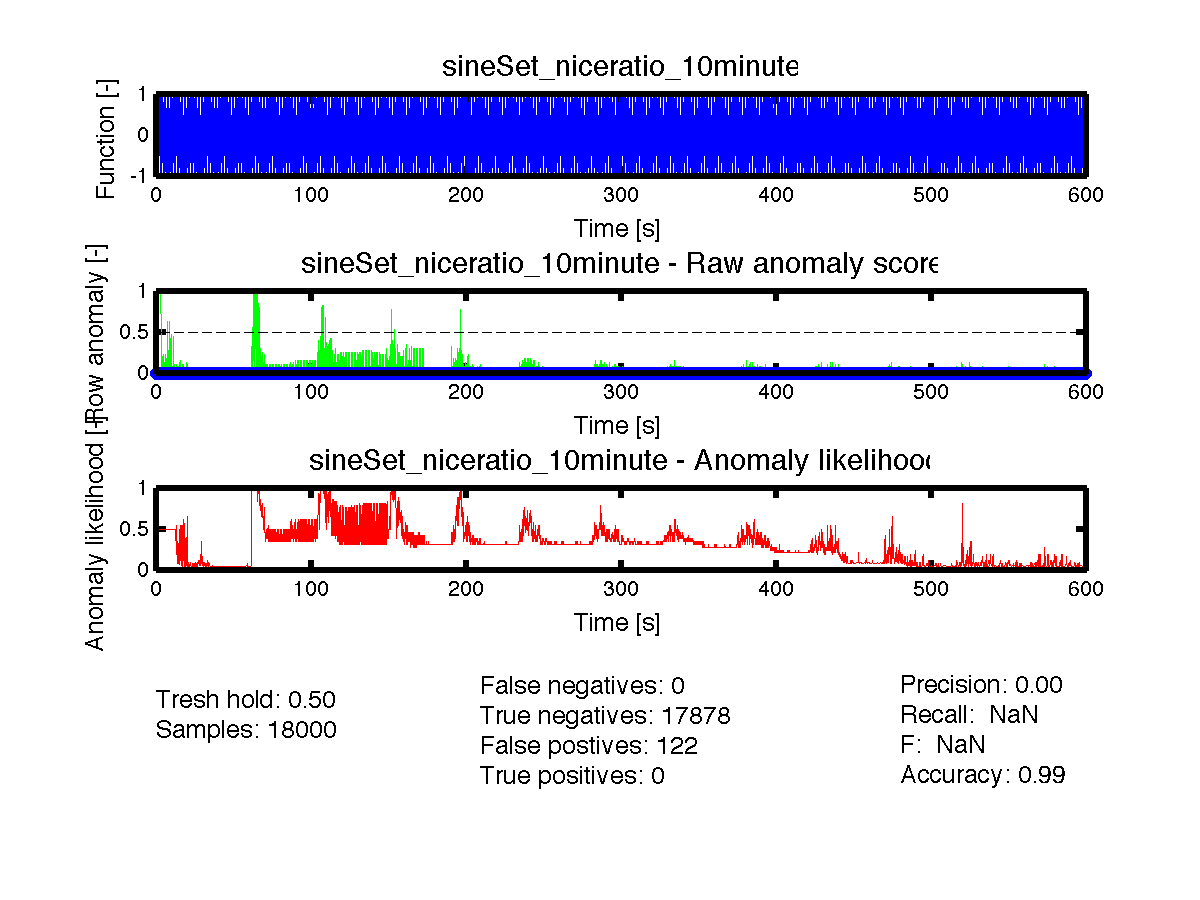 sineSet_niceratio_10minute
Function [-]
1
0
-1
0 100 200 300 400 500 600
Time [s]
sineSet_niceratio_10minute - Raw anomaly score
Row anomaly [-]
1
0.5
0
0 100 200 300 400 500 600
Time [s]
sineSet_niceratio_10minute - Anomaly likelihood
Anomaly likelihood [-]
1
0.5
0
0 100 200 300 400 500 600
Time [s]
Tresh hold: 0.50
Samples: 18000
False negatives: 0
True negatives: 17878
False postives: 122
True positives: 0
Precision: 0.00
Recall: NaN
F: NaN
Accuracy: 0.99